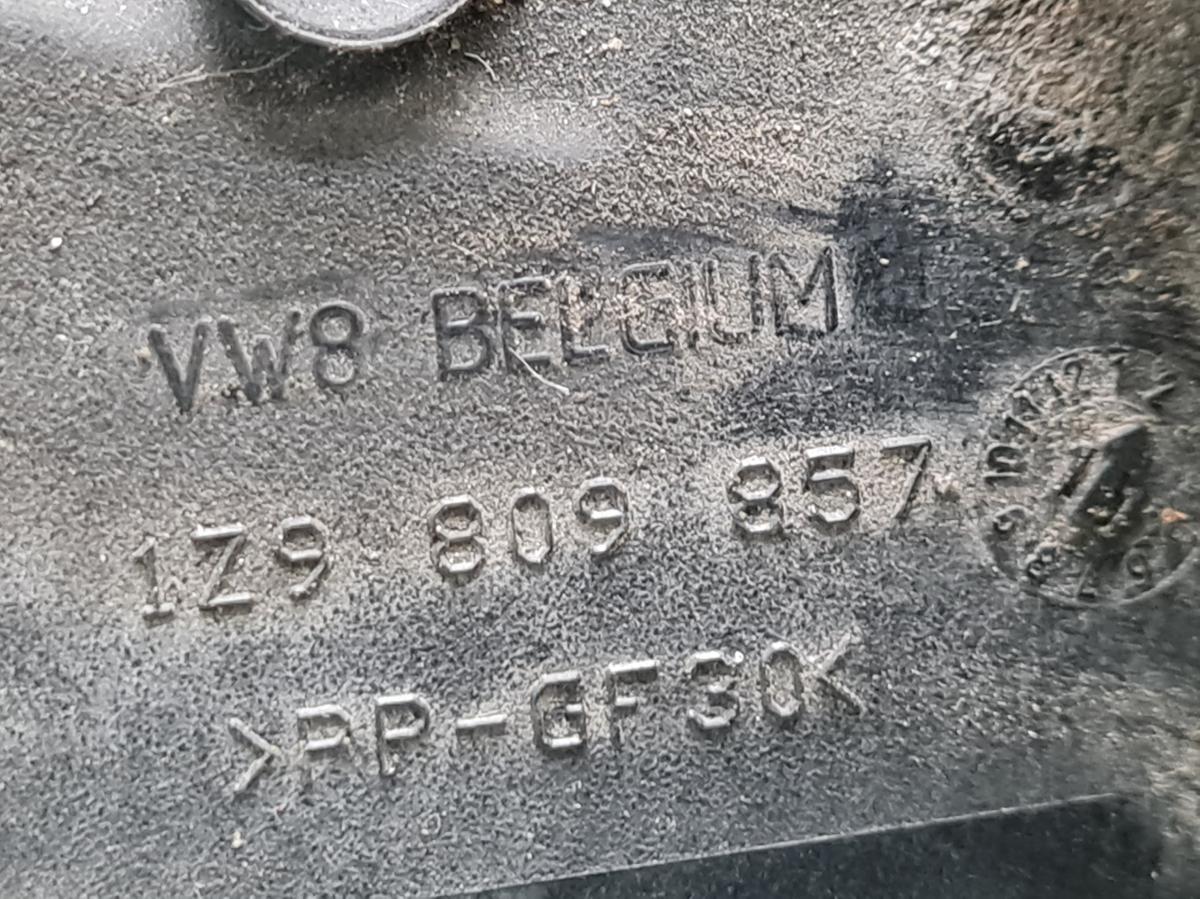 VW8 BELGIUM
1Z9 809 857
>PP-GF30<